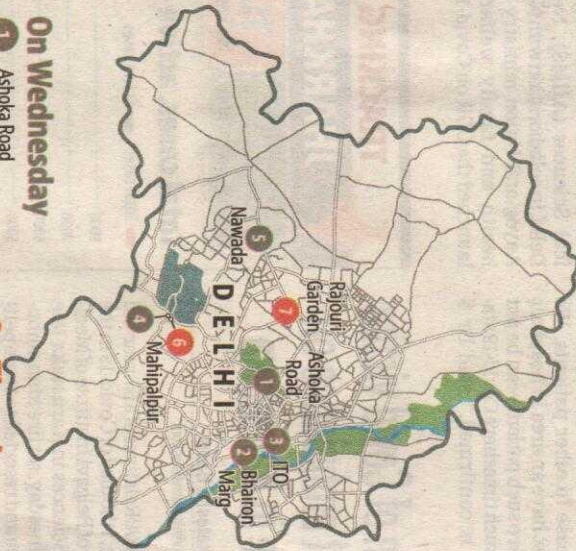 On Wednesday
1 Ashoka Road
Nawada
5
Rajouri
Garden
7
DELHI
Ashoka
Road
1
4
Mahipalpur
6
3
ITO
2
Bhairon
Marg